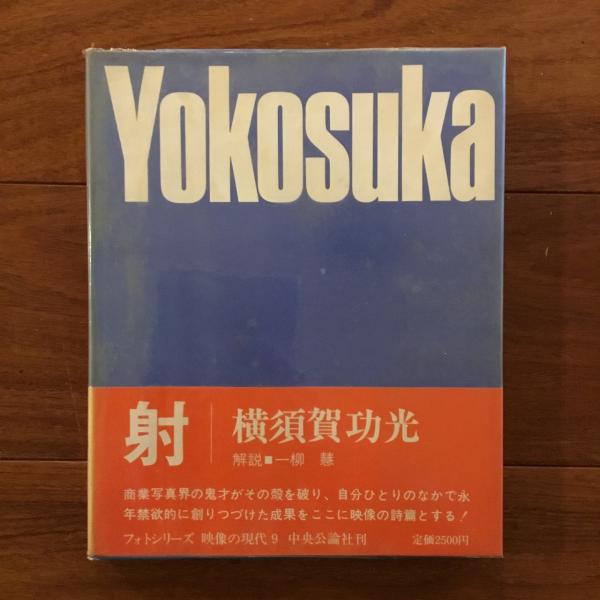 Yokosuka
射 横須賀功光
解説■一柳 慧
商業写真界の鬼才がその殻を破り、自分ひとりのなかで永
年禁欲的に創りつづけた成果をここに映像の詩篇とする!
フォトシリーズ 映像の現代9 中央公論社刊 定価2500円